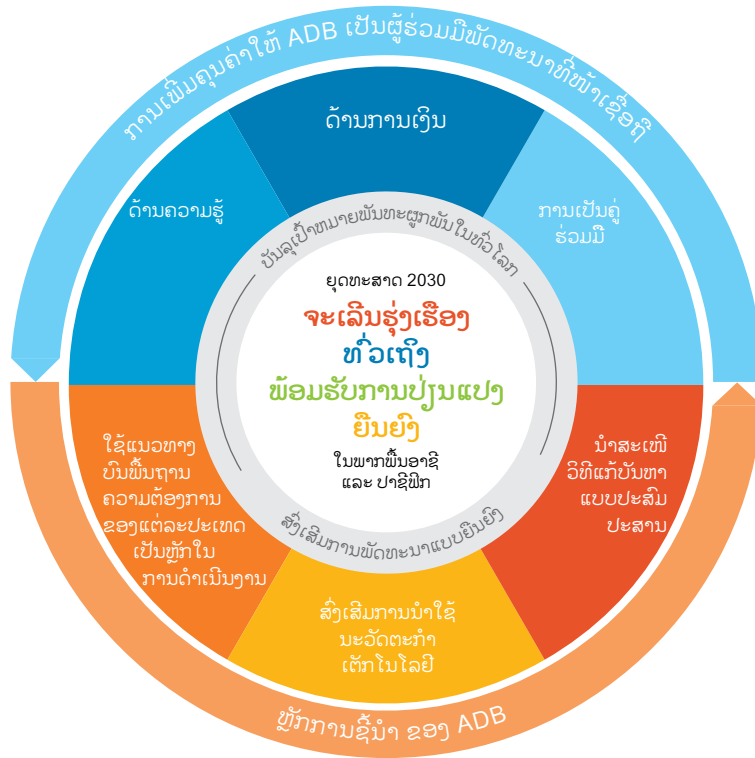 ການເພີ່ມຄຸນຄ່າໃຫ້ ADB ເປັນຜູ້ຮ່ວມມືພັດທະນາທີ່ໜ້າເຊື່ອຖື
ດ້ານການເງິນ
ດ້ານຄວາມຮູ້
ການເປັນຄູ່
ຮ່ວມມື
ບັນລຸເປົ້າຫມາຍພັນທະຜູກພັນໃນທົ່ວໂລກ
ຍຸດທະສາດ 2030
ຈະເລີນຮຸ່ງເຮືອງ
ທົ່ວເຖິງ
ພ້ອມຮັບການປ່ຽນແປງ
ຍືນຍົງ
ໃນພາກພື້ນອາຊີ
ແລະ ປາຊີຟິກ
ສົ່ງເສີມການພັດທະນາແບບຍືນຍົງ
ໃຊ້ແນວທາງ
ບົນພື້ນຖານ
ຄວາມຕ້ອງການ
ຂອງແຕ່ລະປະເທດ
ເປັນຫຼັກໃນ
ການດຳເນີນງານ
ນຳສະເໜີ
ວິທີແກ້ບັນຫາ
ແບບປະສົມ
ປະສານ
ສົ່ງເສີມການນຳໃຊ້
ນະວັດຕະກຳ
ເຕັກໂນໂລຢີ
ຫຼັກການຊີ້ນຳ ຂອງ ADB